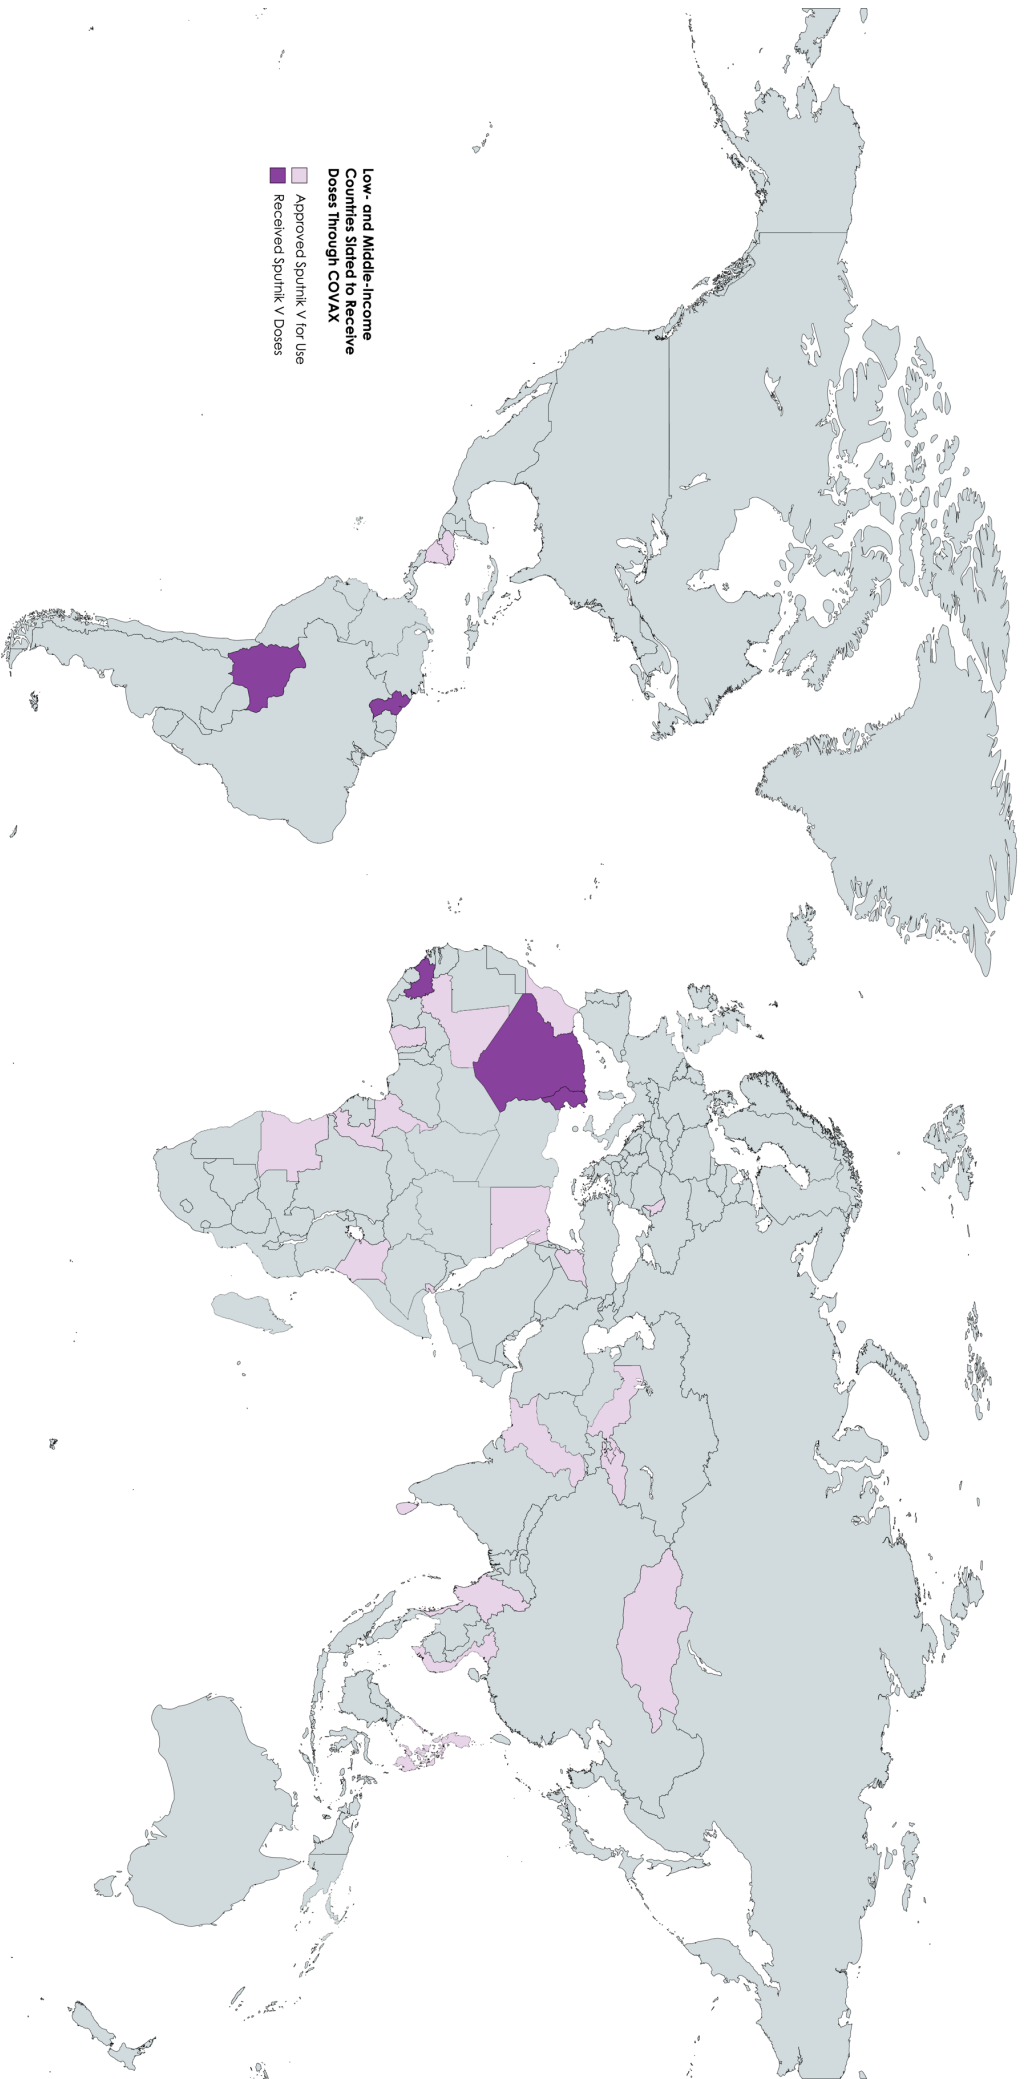 Low- and Middle-Income
Countries Slated to Receive
Doses Through COVAX
Approved Sputnik V for Use
Received Sputnik V Doses